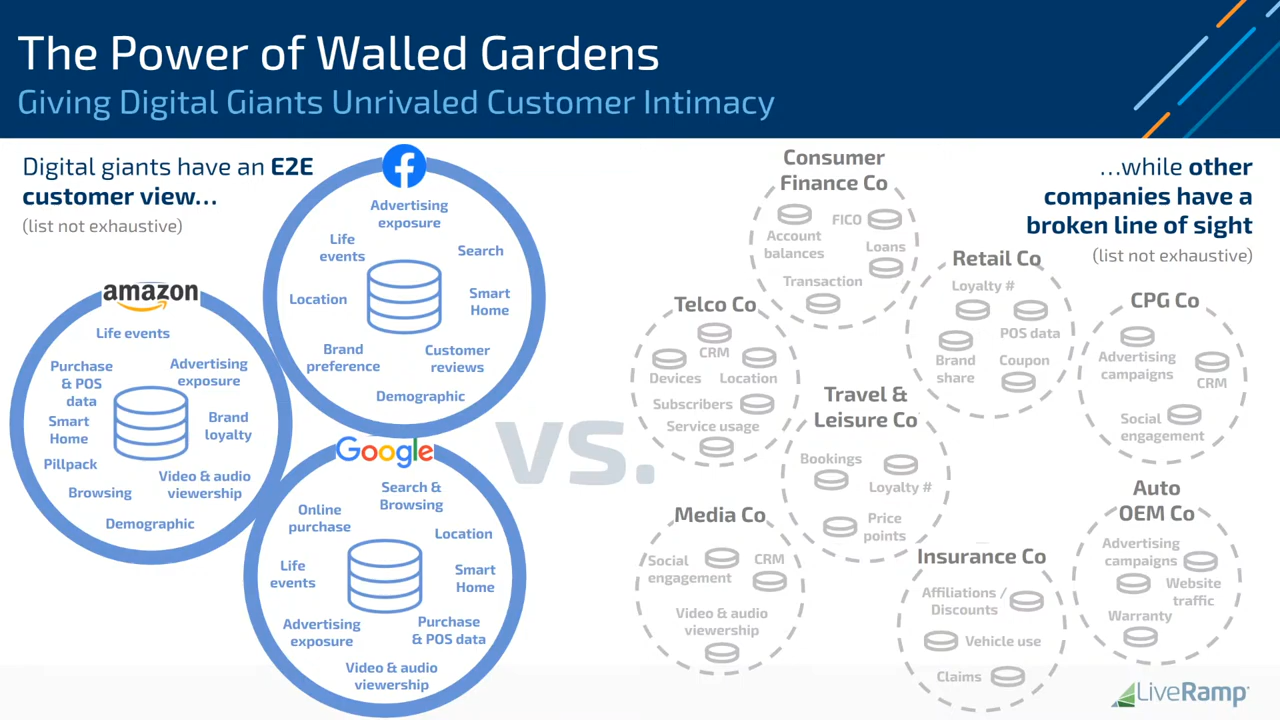 The Power of Walled Gardens
Giving Digital Giants Unrivaled Customer Intimacy
Digital giants have an E2E
customer view...
(list not exhaustive)
Advertising
exposure
Life
events
Search
Location
Smart
Home
Brand
preference
Customer
reviews
Demographic
amazon
Life events
Purchase
& POS
data
Advertising
exposure
Smart
Home
Brand
loyalty
Pillpack
Video & audio
viewership
Browsing
Demographic
Google
Search &
Browsing
Online
purchase
Location
Life
events
Smart
Home
Advertising
exposure
Purchase
& POS data
Video & audio
viewership
vs.
...while other
companies have a
broken line of sight
(list not exhaustive)
Consumer
Finance Co
FICO
Account
balances
Loans
Transaction
Retail Co
Loyalty #
POS data
Brand
share
Coupon
CPG Co
Advertising
campaigns
CRM
Social
engagement
Telco Co
CRM
Devices
Location
Subscribers
Service usage
Travel &
Leisure Co
Bookings
Loyalty #
Price
points
Media Co
Social
engagement
CRM
Video & audio
viewership
Insurance Co
Affiliations /
Discounts
Vehicle use
Claims
Auto
OEM Co
Advertising
campaigns
Website
traffic
Warranty
LiveRamp